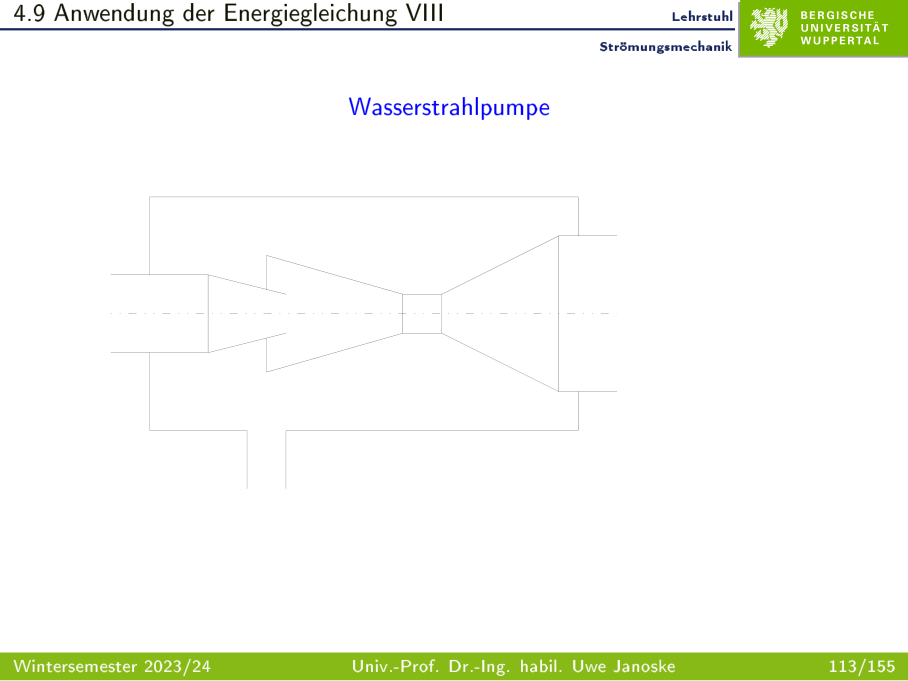 4.9 Anwendung der Energiegleichung VIII
Lehrstuhl
Strömungsmechanik
BERGISCHE
UNIVERSITÄT
WUPPERTAL
Wasserstrahlpumpe
Wintersemester 2023/24
Univ.-Prof. Dr.-Ing. habil. Uwe Janoske
113/155